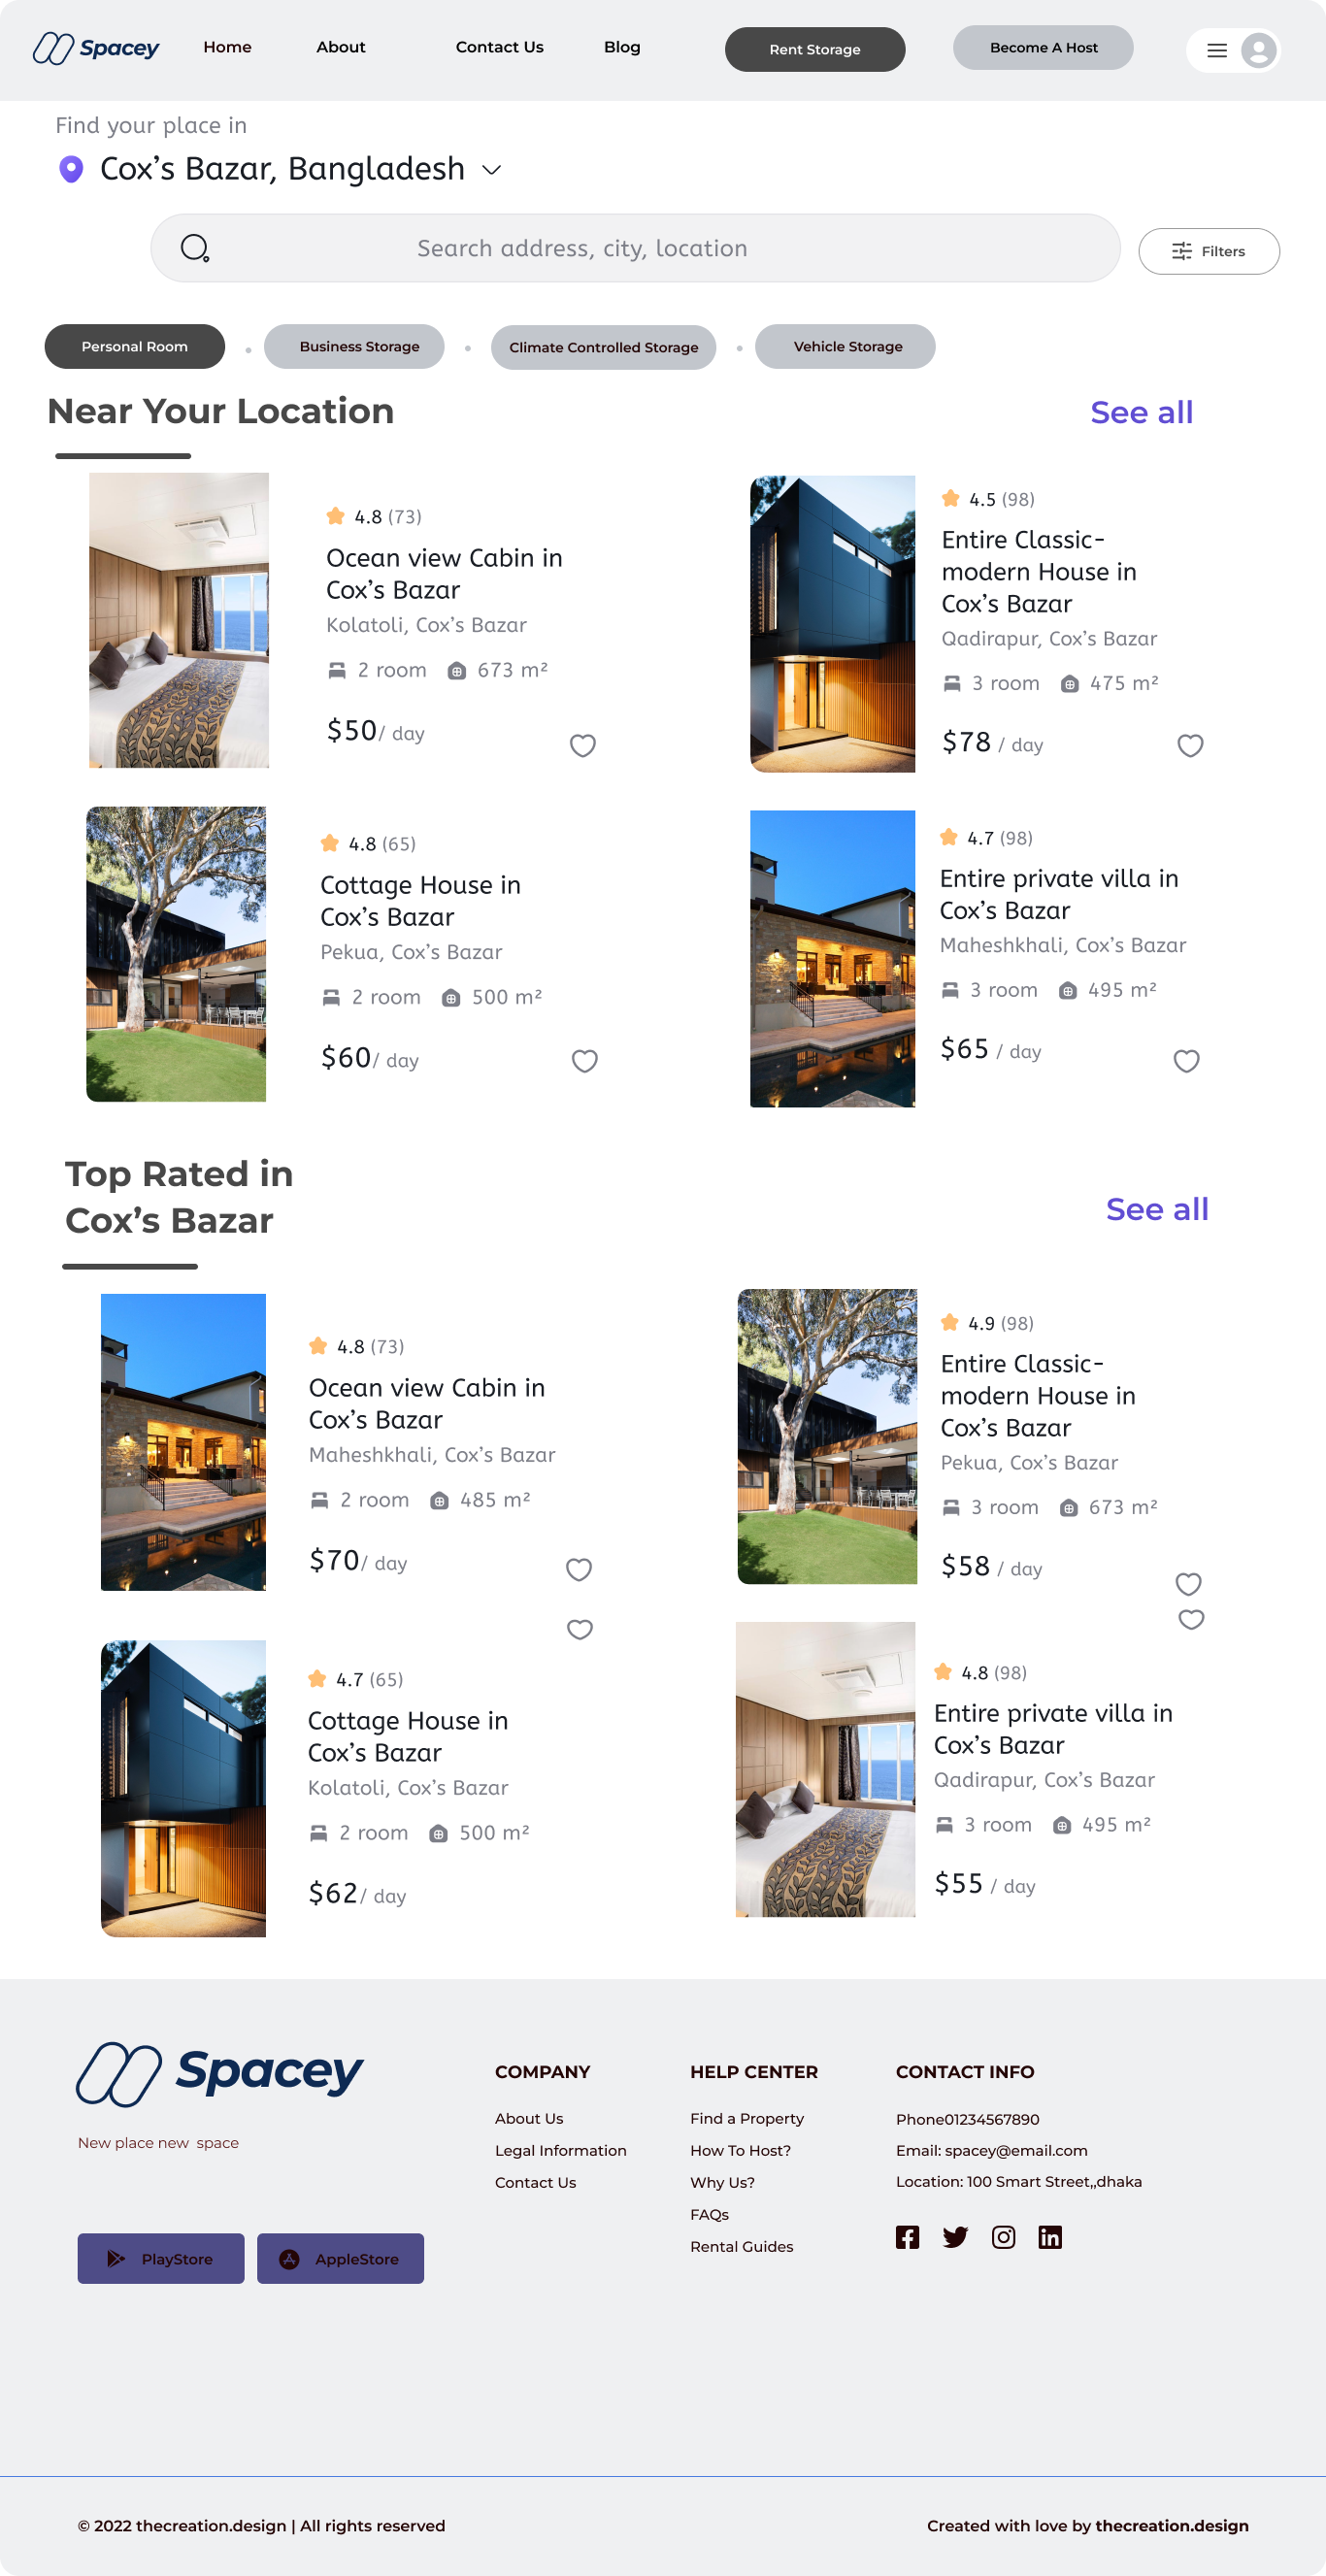 Spacey
Home
About
Contact Us
Blog
Rent Storage
Become A Host
Find your place in
Cox’s Bazar, Bangladesh
Search address, city, location
Filters
Personal Room
Business Storage
Climate Controlled Storage
Vehicle Storage
Near Your Location
See all
4.8 (73)
Ocean view Cabin in
Cox’s Bazar
Kolatoli, Cox’s Bazar
2 room
673 m²
$50/ day
4.5 (98)
Entire Classic-
modern House in
Cox’s Bazar
Qadirapur, Cox’s Bazar
3 room
475 m²
$78 / day
4.8 (65)
Cottage House in
Cox’s Bazar
Pekua, Cox’s Bazar
2 room
500 m²
$60/ day
4.7 (98)
Entire private villa in
Cox’s Bazar
Maheshkhali, Cox’s Bazar
3 room
495 m²
$65 / day
Top Rated in
Cox’s Bazar
See all
4.8 (73)
Ocean view Cabin in
Cox’s Bazar
Maheshkhali, Cox’s Bazar
2 room
485 m²
$70/ day
4.9 (98)
Entire Classic-
modern House in
Cox’s Bazar
Pekua, Cox’s Bazar
3 room
673 m²
$58 / day
4.7 (65)
Cottage House in
Cox’s Bazar
Kolatoli, Cox’s Bazar
2 room
500 m²
$62/ day
4.8 (98)
Entire private villa in
Cox’s Bazar
Qadirapur, Cox’s Bazar
3 room
495 m²
$55 / day
Spacey
New place new  space
PlayStore
AppleStore
COMPANY
About Us
Legal Information
Contact Us
HELP CENTER
Find a Property
How To Host?
Why Us?
FAQs
Rental Guides
CONTACT INFO
Phone01234567890
Email: spacey@email.com
Location: 100 Smart Street,,dhaka
© 2022 thecreation.design | All rights reserved
Created with love by thecreation.design